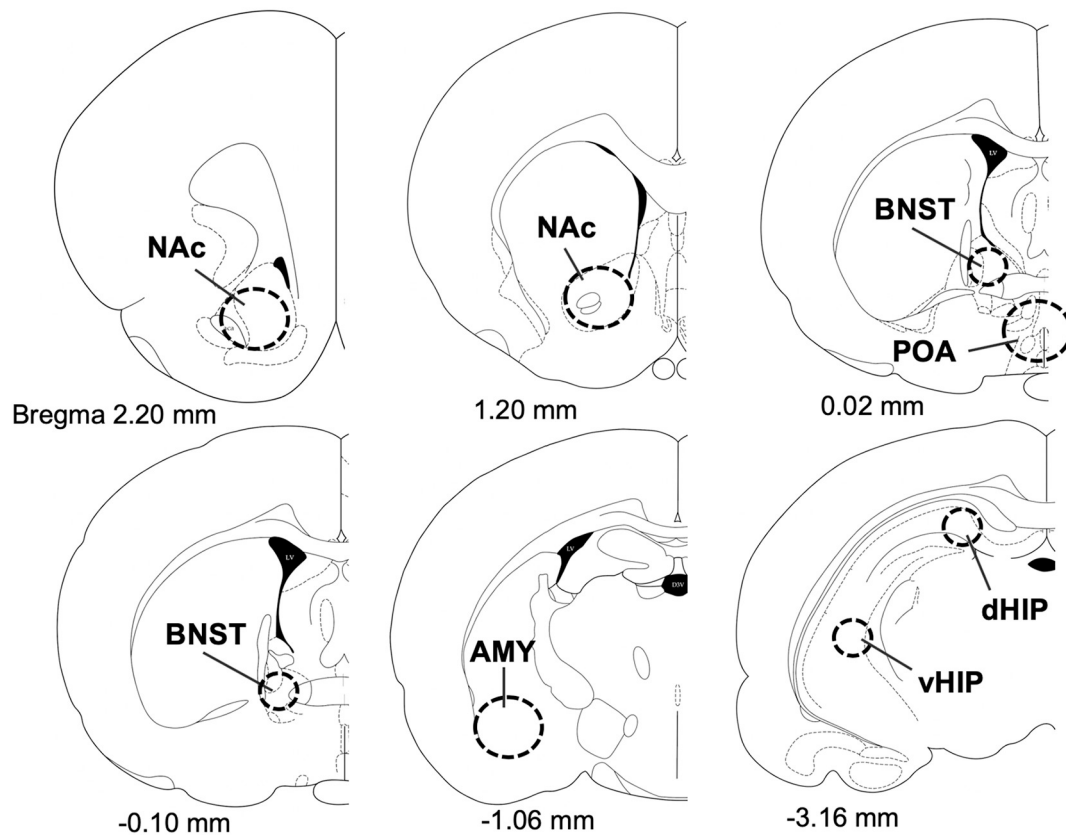 NAc
aca
Bregma 2.20 mm
NAc
1.20 mm
LV
BNST
POA
0.02 mm
LV
BNST
-0.10 mm
LV
D3V
AMY
-1.06 mm
dHIP
vHIP
-3.16 mm